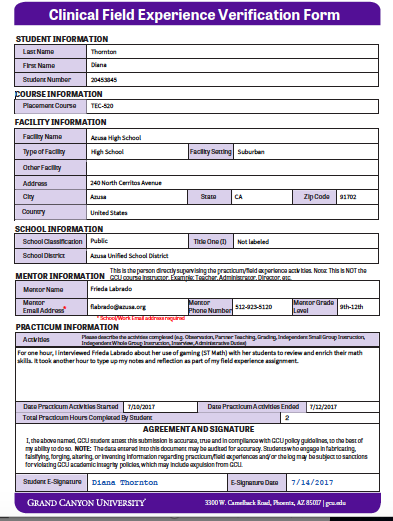 Clinical Field Experience Verification Form
STUDENT INFORMATION
Last Name Thornton
First Name Diana
Student Number 20453845
COURSE INFORMATION
Placement Course TEC-520
FACILITY INFORMATION
Facility Name Azusa High School
Type of Facility High School Facility Setting Suburban
Other Facility
Address 240 North Cerritos Avenue
City Azusa State CA Zip Code 91702
Country United States
SCHOOL INFORMATION
School Classification Public Title One (I) Not labeled
School District Azusa Unified School District
MENTOR INFORMATION This is the person directly supervising the practicum/field experience activities. Note: This is NOT the
GCU course instructor. Example: Teacher, Administrator, Director, etc.
Mentor Name Frieda Labrado
Mentor Email Address* flabrado@azusa.org Mentor Phone Number 512-923-5120 Mentor Grade Level 9th-12th
* School/Work Email address required
PRACTICUM INFORMATION
Activities Please describe the activities completed (e.g. Observation, Partner Teaching, Grading, Independent Small Group Instruction,
Independent Whole Group Instruction, Interview, Administrative Duties)
For one hour, I interviewed Frieda Labrado about her use of gaming (ST Math) with her students to review and enrich their math
skills. It took another hour to type up my notes and reflection as part of my field experience assignment.
Date Practicum Activities Started 7/10/2017 Date Practicum Activities Ended 7/12/2017
Total Practicum Hours Completed By Student 2
AGREEMENT AND SIGNATURE
I, the above named, GCU student attest this submission is accurate, true and in compliance with GCU policy guidelines, to the best of
my ability to do so. NOTE: The data entered into this document may be audited for accuracy. Students who engage in fabricating,
falsifying, forging, altering, or inventing information regarding practicum/field experiences and/or the log may be subject to sanctions
for violating GCU academic integrity policies, which may include expulsion from GCU.
Student E-Signature Diana Thornton E-Signature Date 7/14/2017
GRAND CANYON UNIVERSITY 3300 W. Camelback Road, Phoenix, AZ 85017 | gcu.edu